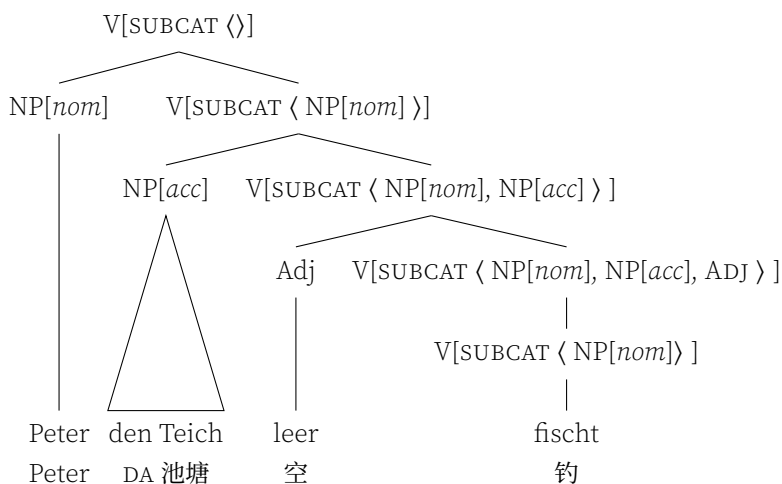 V[SUBCAT ⟨⟩]
NP[nom] V[SUBCAT ⟨ NP[nom] ⟩]
NP[acc] V[SUBCAT ⟨ NP[nom], NP[acc] ⟩ ]
Adj V[SUBCAT ⟨ NP[nom], NP[acc], ADJ ⟩ ]
V[SUBCAT ⟨ NP[nom]⟩ ]
Peter den Teich leer fischt
Peter DA 池塘 空 钓